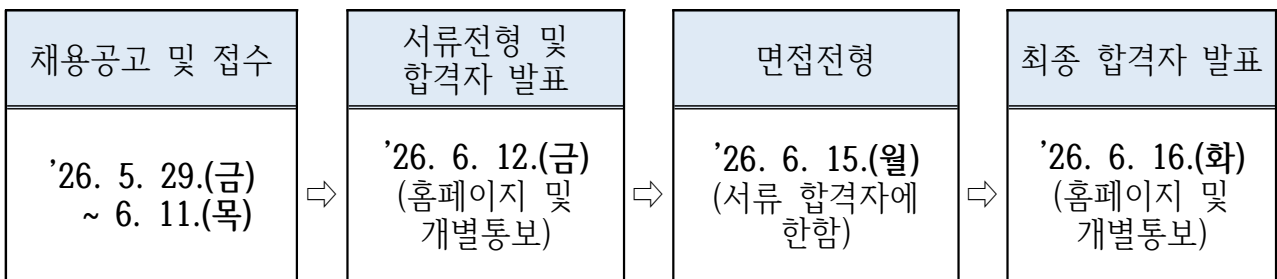 채용공고 및 접수
'26. 5. 29.(금)
~ 6. 11.(목)
⇨
서류전형 및
합격자 발표
'26. 6. 12.(금)
(홈페이지 및
개별통보)
⇨
면접전형
'26. 6. 15.(월)
(서류 합격자에
한함)
⇨
최종 합격자 발표
'26. 6. 16.(화)
(홈페이지 및
개별통보)